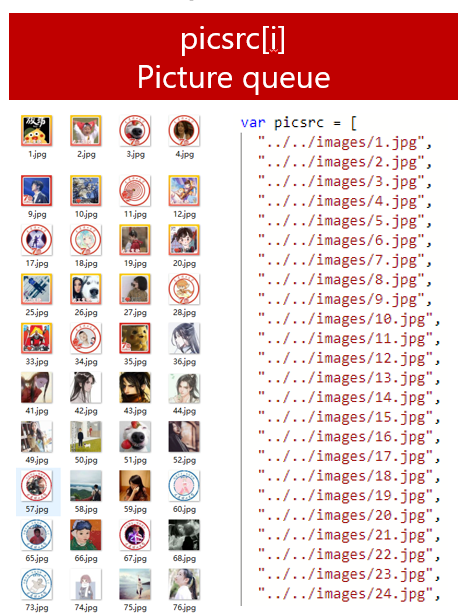 picsrc[i]
Picture queue
1.jpg 2.jpg 3.jpg 4.jpg
9.jpg 10.jpg 11.jpg 12.jpg
17.jpg 18.jpg 19.jpg 20.jpg
25.jpg 26.jpg 27.jpg 28.jpg
33.jpg 34.jpg 35.jpg 36.jpg
41.jpg 42.jpg 43.jpg 44.jpg
49.jpg 50.jpg 51.jpg 52.jpg
57.jpg 58.jpg 59.jpg 60.jpg
65.jpg 66.jpg 67.jpg 68.jpg
73.jpg 74.jpg 75.jpg 76.jpg
var picsrc = [
"../../images/1.jpg",
"../../images/2.jpg",
"../../images/3.jpg",
"../../images/4.jpg",
"../../images/5.jpg",
"../../images/6.jpg",
"../../images/7.jpg",
"../../images/8.jpg",
"../../images/9.jpg",
"../../images/10.jpg",
"../../images/11.jpg",
"../../images/12.jpg",
"../../images/13.jpg",
"../../images/14.jpg",
"../../images/15.jpg",
"../../images/16.jpg",
"../../images/17.jpg",
"../../images/18.jpg",
"../../images/19.jpg",
"../../images/20.jpg",
"../../images/21.jpg",
"../../images/22.jpg",
"../../images/23.jpg",
"../../images/24.jpg",